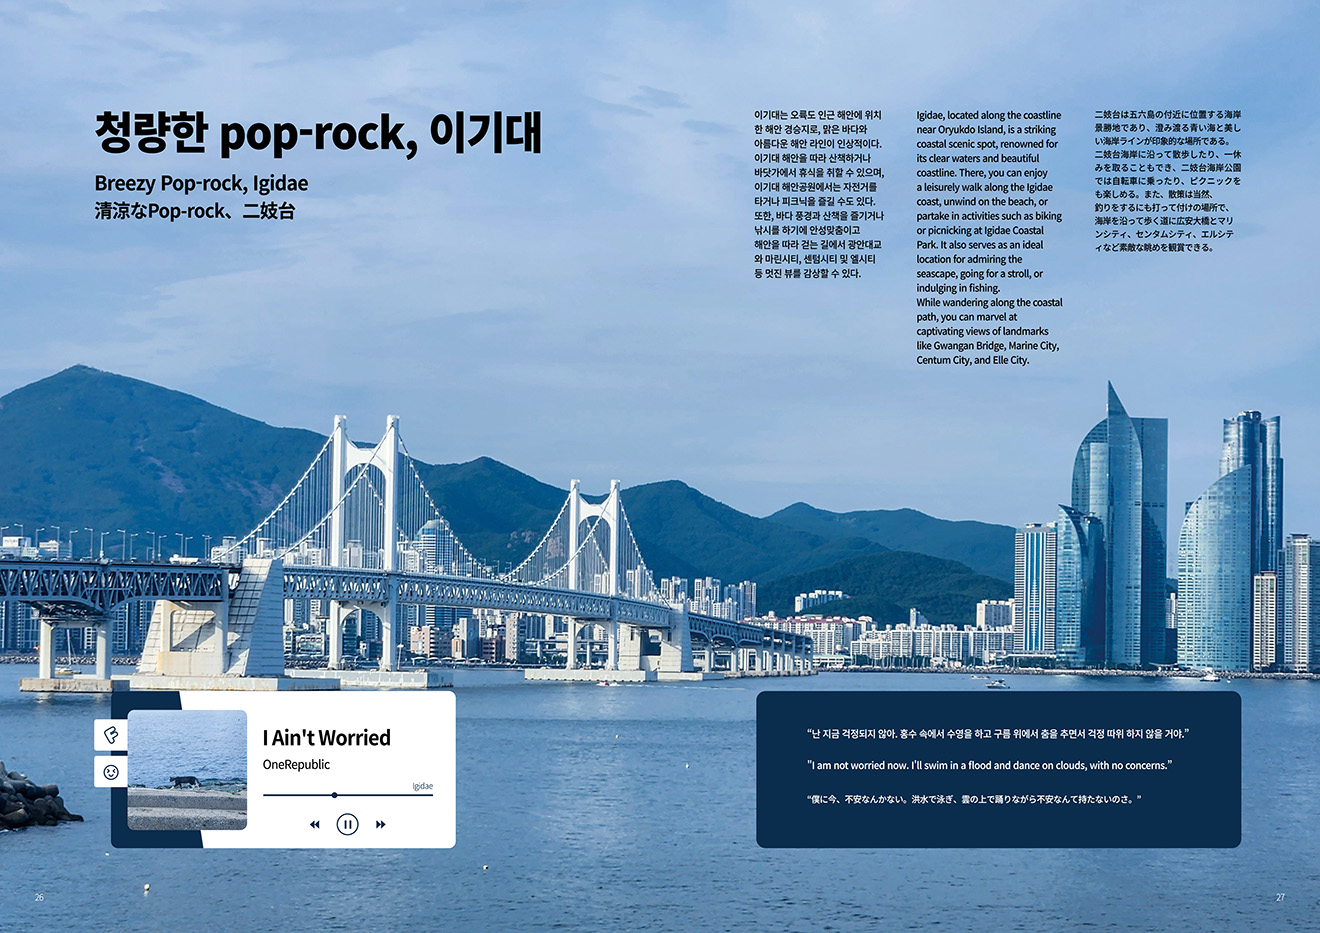 청량한 pop-rock, 이기대
Breezy Pop-rock, Igidae
清涼なPop-rock、二妓台
이기대는 오륙도 인근 해안에 위치
한 해안 경승지로, 맑은 바다와
아름다운 해안 라인이 인상적이다.
이기대 해안을 따라 산책하거나
바닷가에서 휴식을 취할 수 있으며,
이기대 해안공원에서는 자전거를
타거나 피크닉을 즐길 수도 있다.
또한, 바다 풍경과 산책을 즐기거나
낚시를 하기에 안성맞춤이고
해안을 따라 걷는 길에서 광안대교
와 마린시티, 센텀시티 및 엘시티
등 멋진 뷰를 감상할 수 있다.
Igidae, located along the coastline
near Oryukdo Island, is a striking
coastal scenic spot, renowned for
its clear waters and beautiful
coastline. There, you can enjoy
a leisurely walk along the Igidae
coast, unwind on the beach, or
partake in activities such as biking
or picnicking at Igidae Coastal
Park. It also serves as an ideal
location for admiring the
seascape, going for a stroll, or
indulging in fishing.
While wandering along the coastal
path, you can marvel at
captivating views of landmarks
like Gwangan Bridge, Marine City,
Centum City, and Elle City.
二妓台は五六島の付近に位置する海岸
景勝地であり、澄み渡る青い海と美し
い海岸ラインが印象的な場所である。
二妓台海岸に沿って散歩したり、一休
みを取ることもでき、二妓台海岸公園
では自転車に乗ったり、ピクニックを
も楽しめる。また、散策は当然、
釣りをするにも打って付けの場所で、
海岸を沿って歩く道に広安大橋とマリ
ンシティ、センタムシティ、エルシテ
ィなど素敵な眺めを観賞できる。
I Ain't Worried
OneRepublic
Igidae
“난 지금 걱정되지 않아. 홍수 속에서 수영을 하고 구름 위에서 춤을 추면서 걱정 따위 하지 않을 거야.”
"I am not worried now. I’ll swim in a flood and dance on clouds, with no concerns.”
“僕に今、不安なんかない。洪水で泳ぎ、雲の上で踊りながら不安なんて持たないのさ。”
26
27